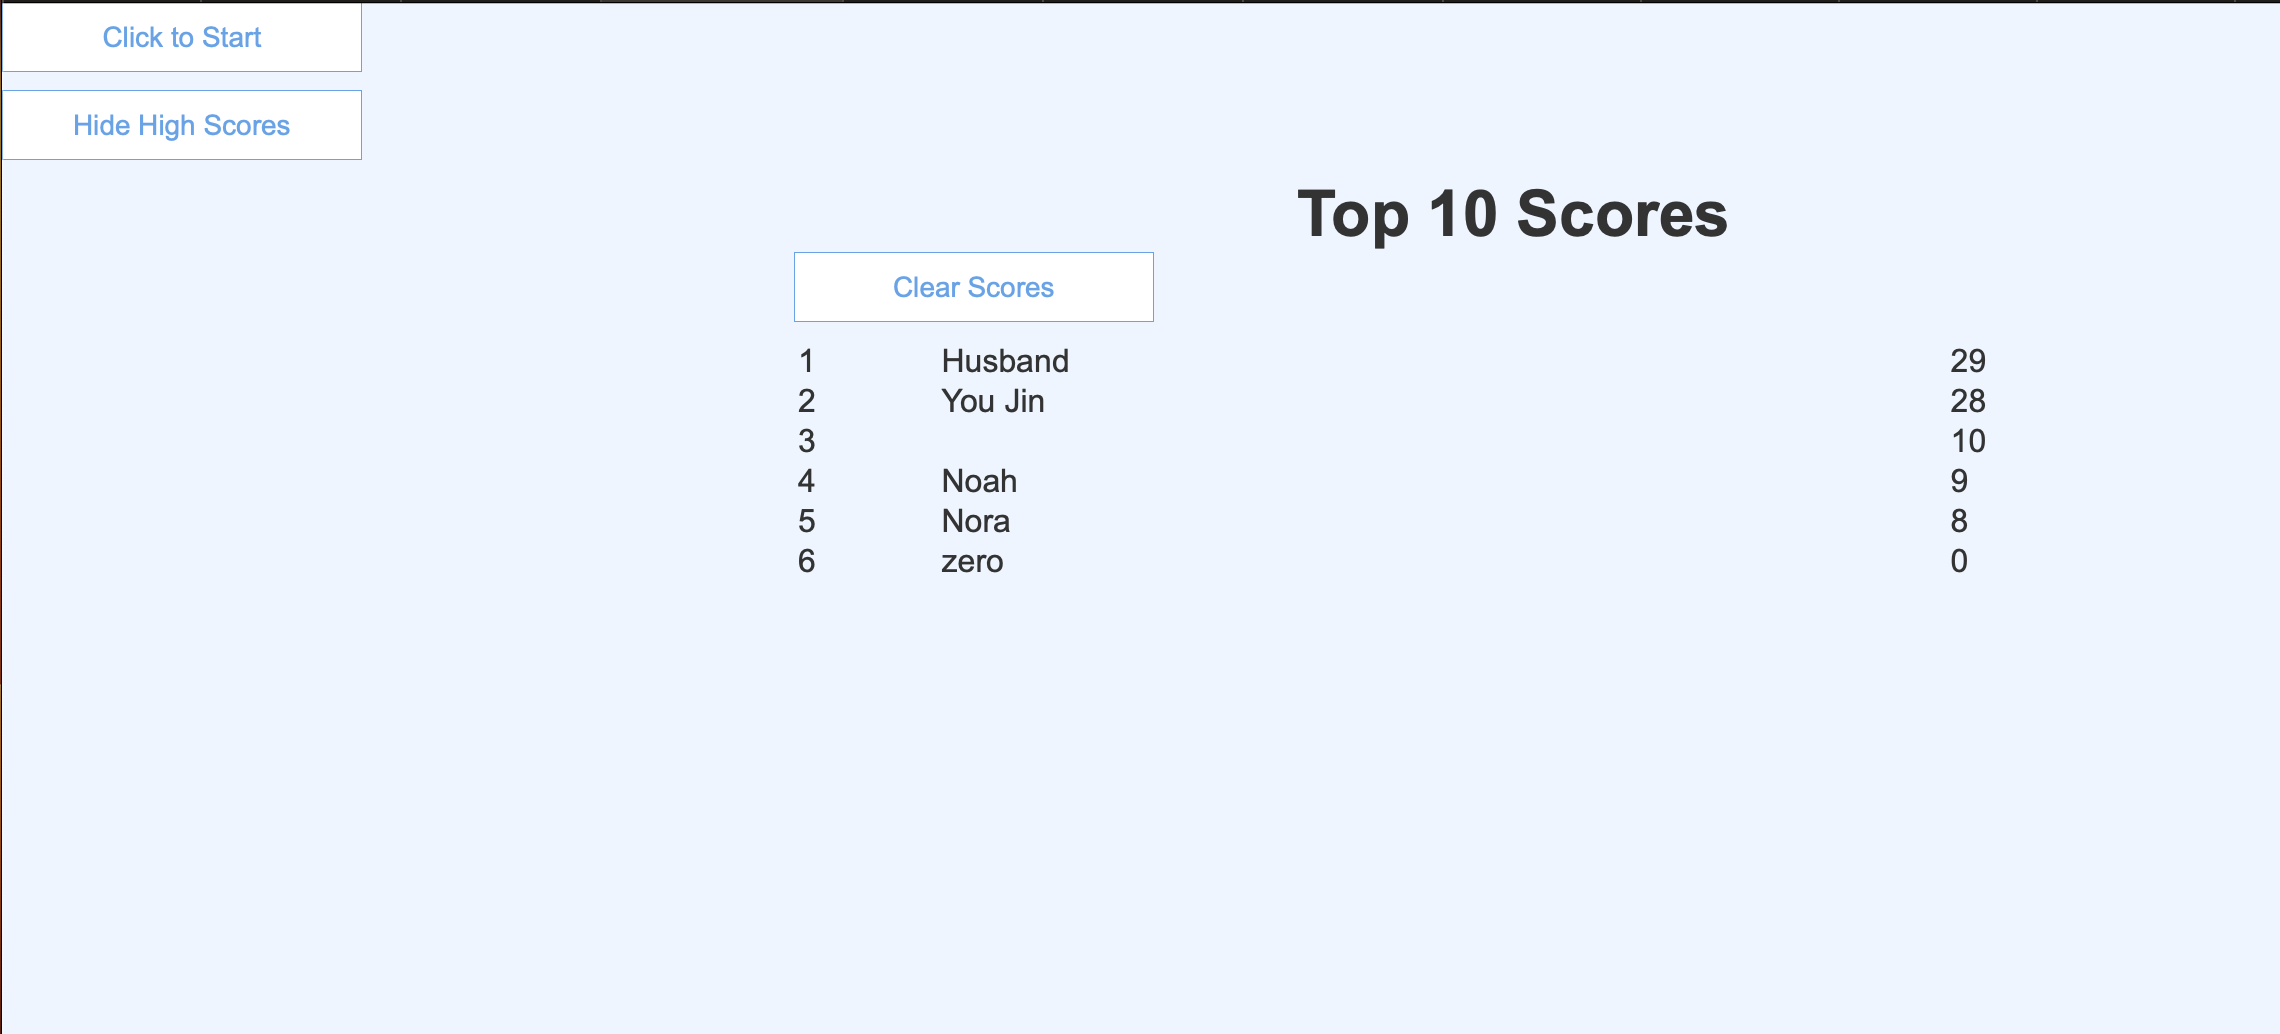 Click to Start
Hide High Scores
Top 10 Scores
Clear Scores
1 Husband 29
2 You Jin 28
3 10
4 Noah 9
5 Nora 8
6 zero 0